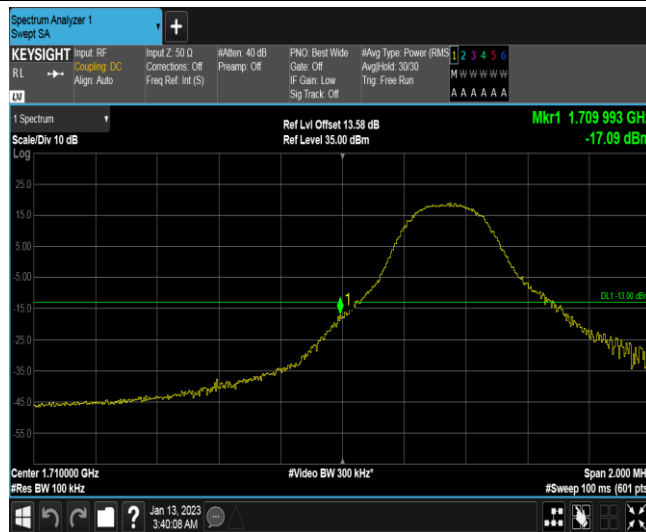 Spectrum Analyzer 1
Swept SA
KEYSIGHT
RL
LXI
Input: RF
Coupling: DC
Align: Auto
Input Z: 50 Ω
Corrections: Off
Freq Ref: Int (S)
#Atten: 40 dB
Preamp: Off
PNO: Best Wide
Gate: Off
IF Gain: Low
Sig Track: Off
#Avg Type: Power (RMS
Avg|Hold: 30/30
Trig: Free Run
1 2 3 4 5 6
M W W W W W
A A A A A A
1 Spectrum
Scale/Div 10 dB
Log
Ref Lvl Offset 13.58 dB
Ref Level 35.00 dBm
Mkr1 1.709 993 GHz
-17.09 dBm
25.0
15.0
5.00
-5.00
-15.0
-25.0
-35.0
-45.0
-55.0
1
DL1 -13.00 dBm
Center 1.710000 GHz
#Res BW 100 kHz
#Video BW 300 kHz*
Span 2.000 MH
#Sweep 100 ms (601 pts
?
Jan 13, 2023
3:40:08 AM